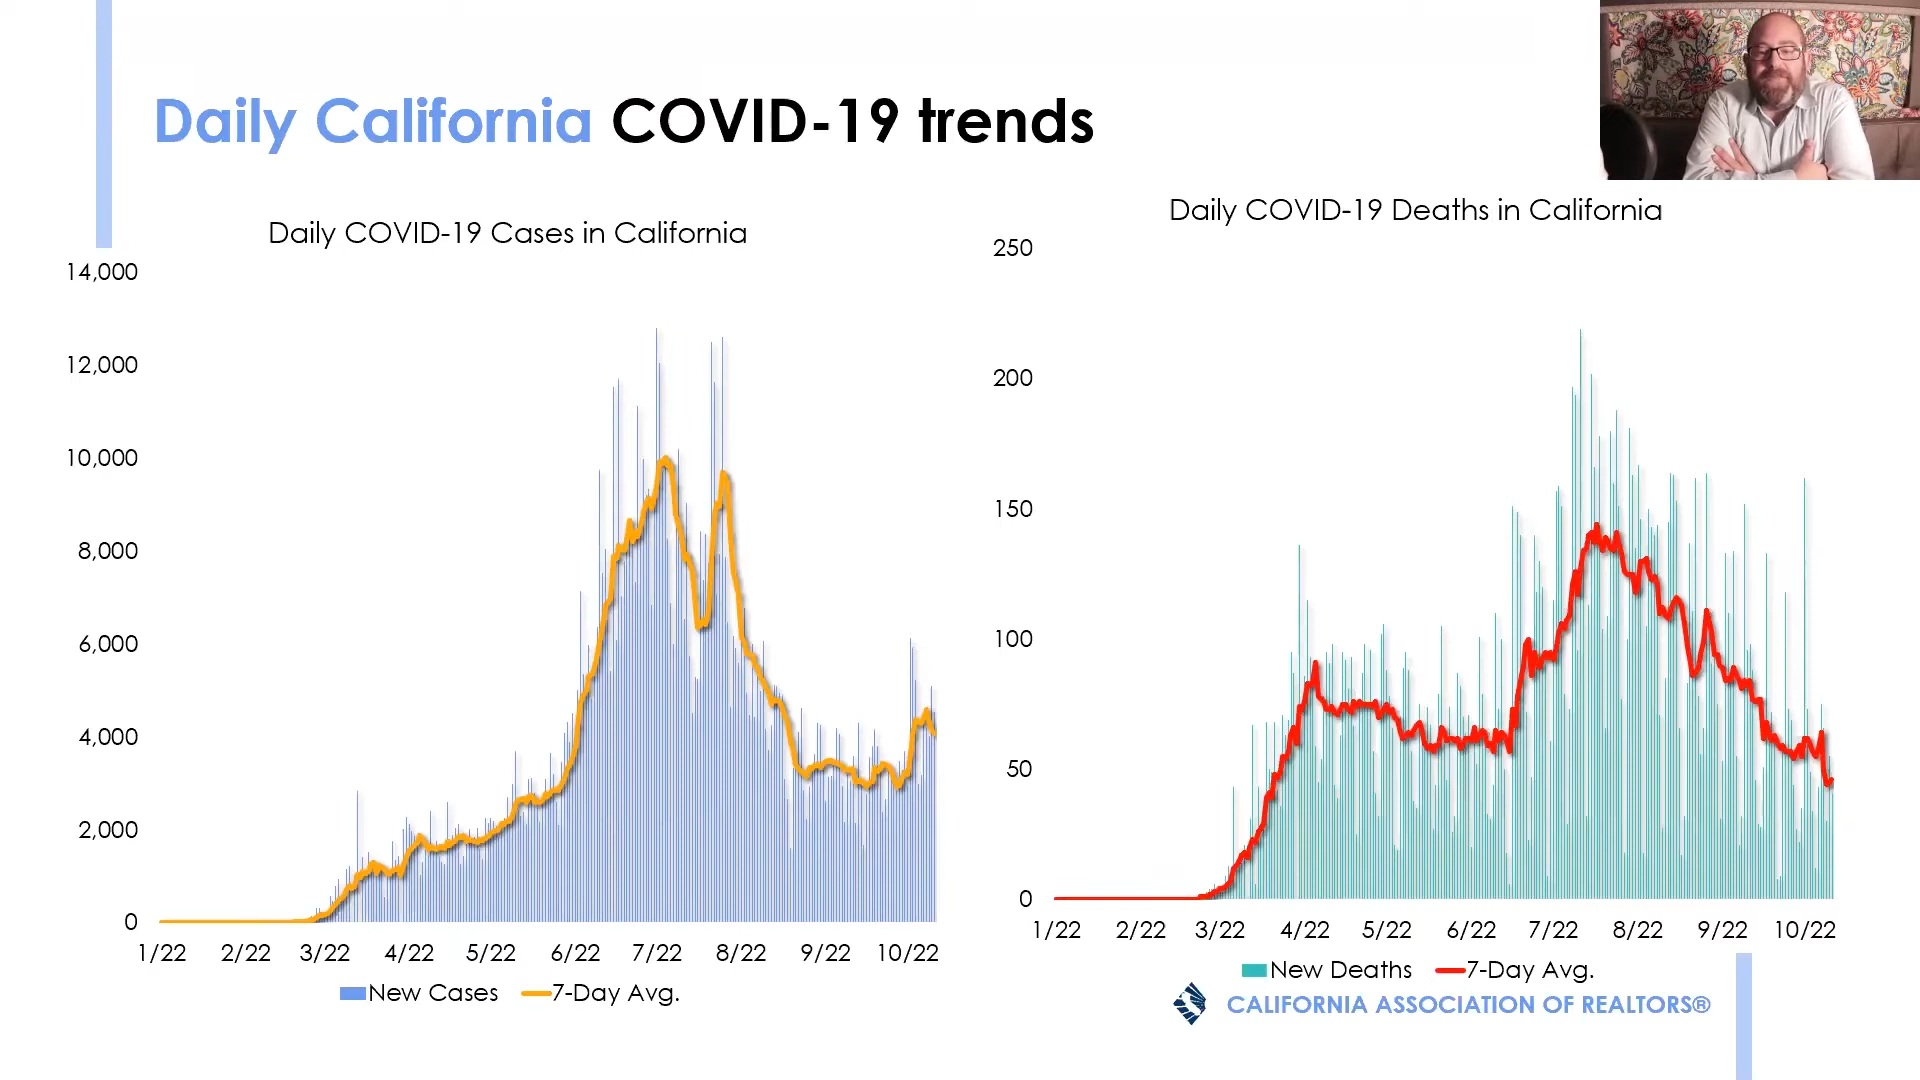 Daily California COVID-19 trends
Daily COVID-19 Cases in California
14,000
12,000
10,000
8,000
6,000
4,000
2,000
0
1/22 2/22 3/22 4/22 5/22 6/22 7/22 8/22 9/22 10/22
New Cases 7-Day Avg.
Daily COVID-19 Deaths in California
250
200
150
100
50
0
1/22 2/22 3/22 4/22 5/22 6/22 7/22 8/22 9/22 10/22
New Deaths 7-Day Avg.
CALIFORNIA ASSOCIATION OF REALTORS®